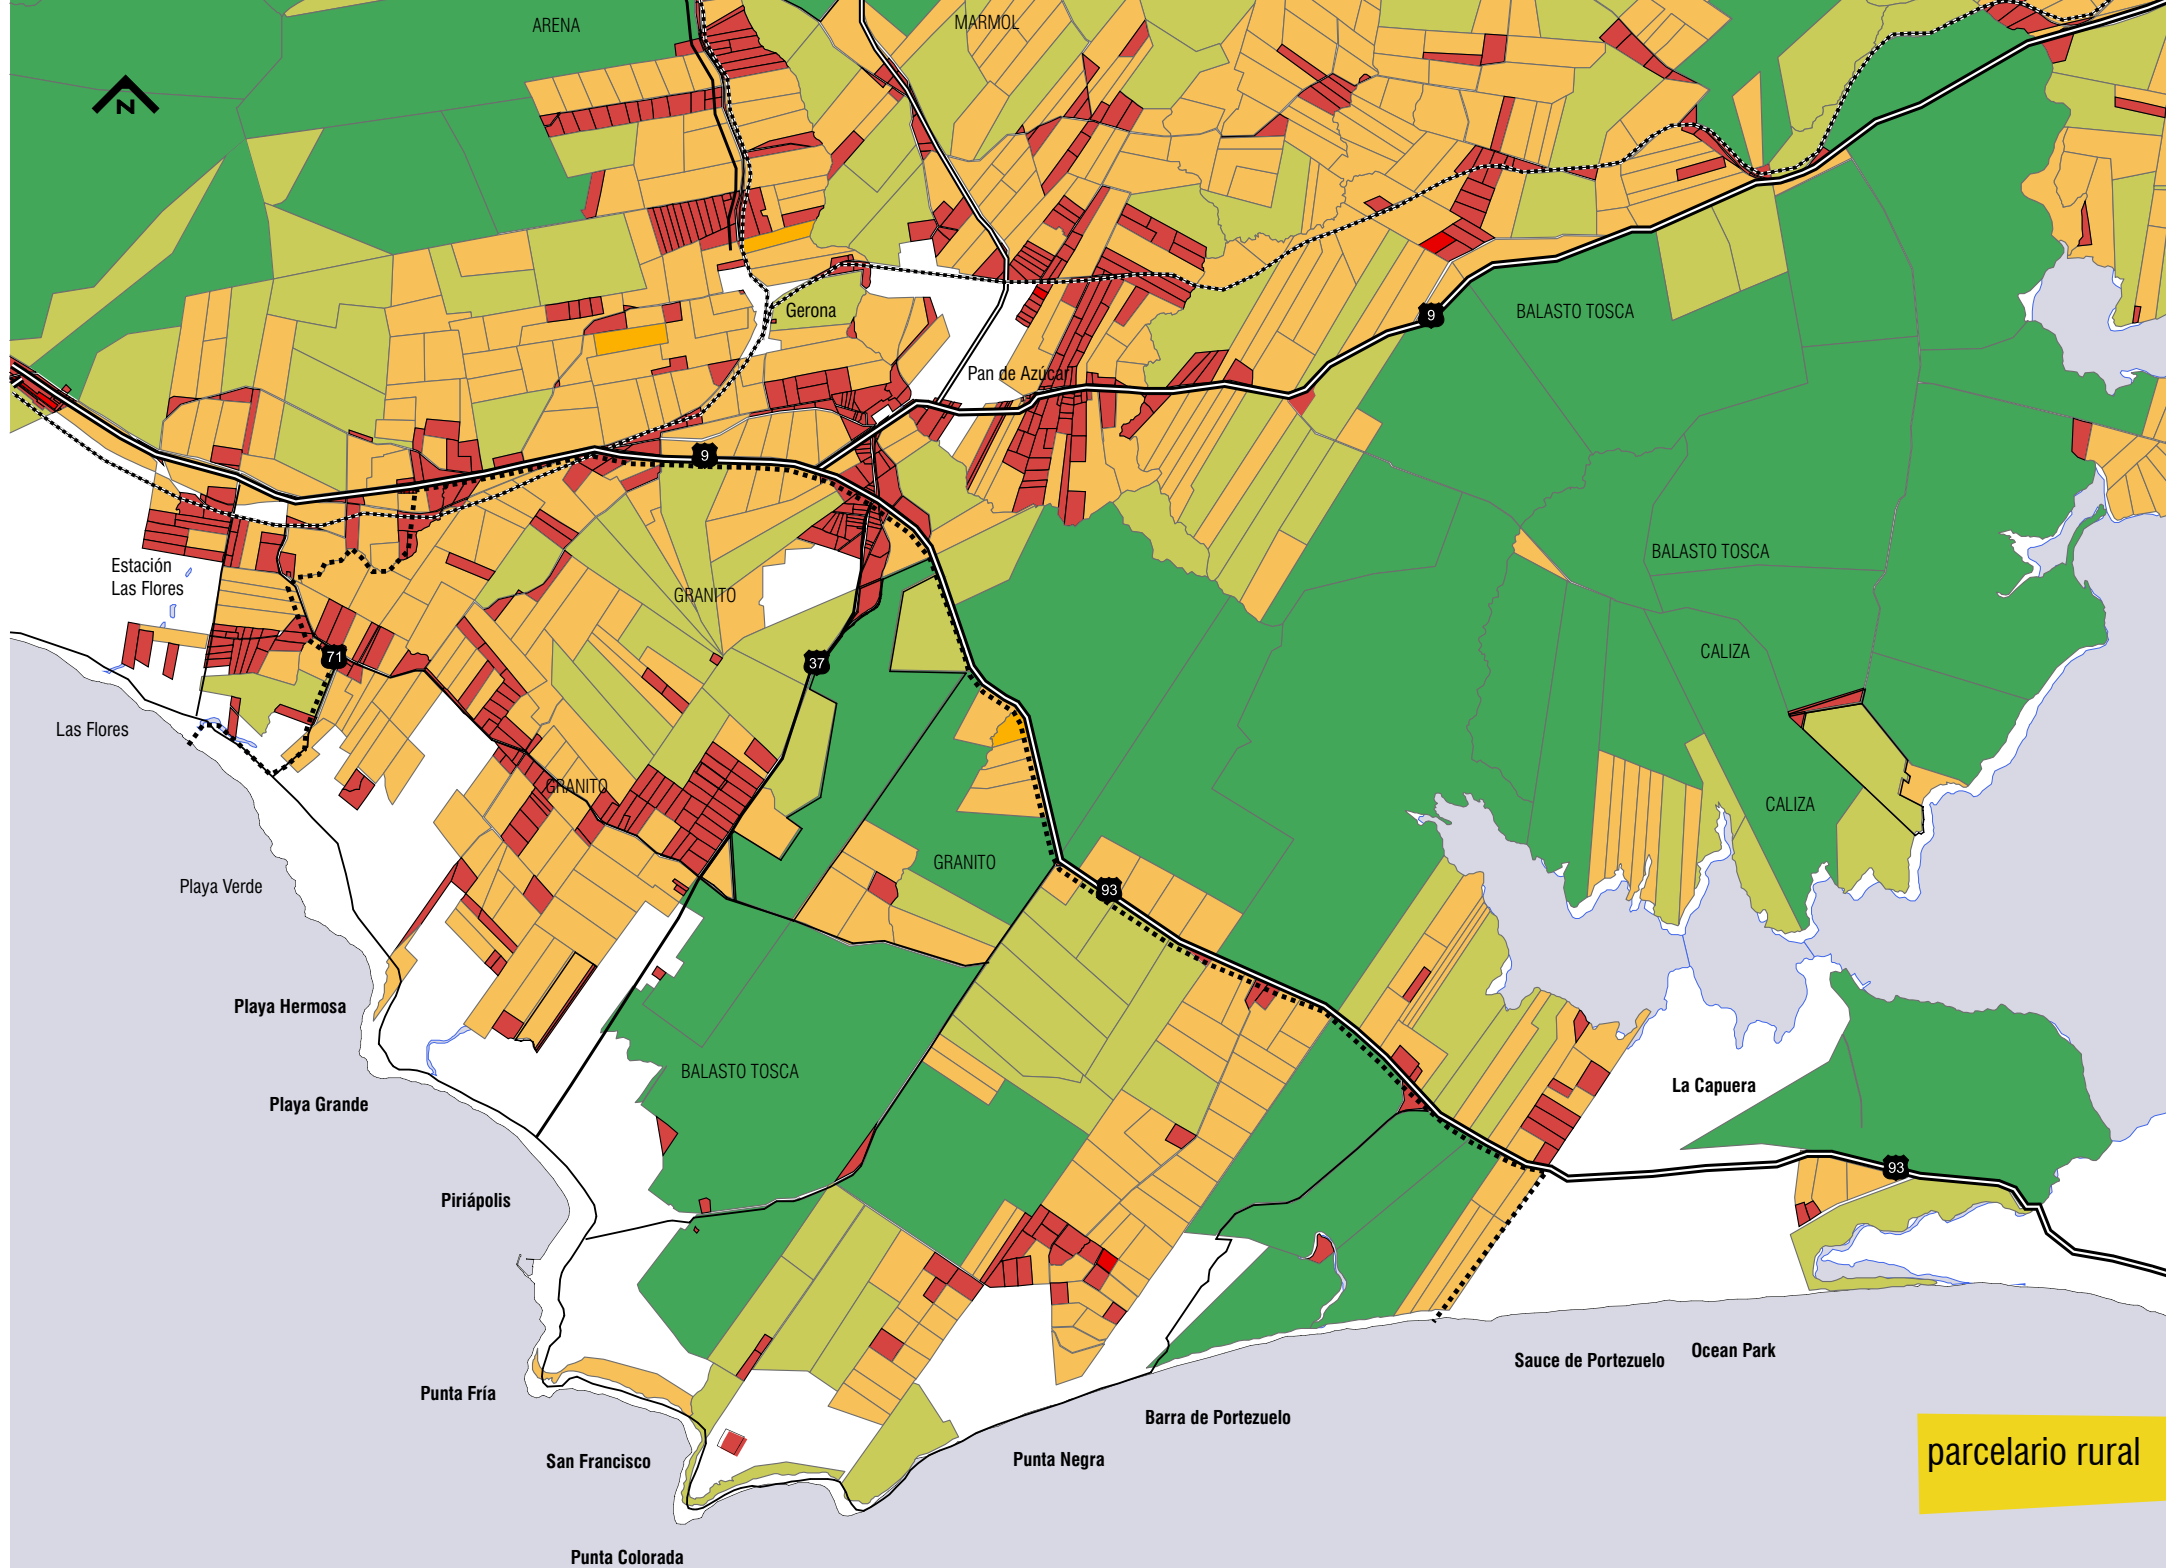 ARENA
MARMOL
N
Gerona
9
BALASTO TOSCA
Pan de Azúcar
9
BALASTO TOSCA
Estación
Las Flores
GRANITO
71
37
CALIZA
Las Flores
GRANITO
CALIZA
GRANITO
93
Playa Verde
Playa Hermosa
BALASTO TOSCA
La Capuera
Playa Grande
93
Piriápolis
Ocean Park
Sauce de Portezuelo
Punta Fría
Barra de Portezuelo
parcelario rural
San Francisco
Punta Negra
Punta Colorada